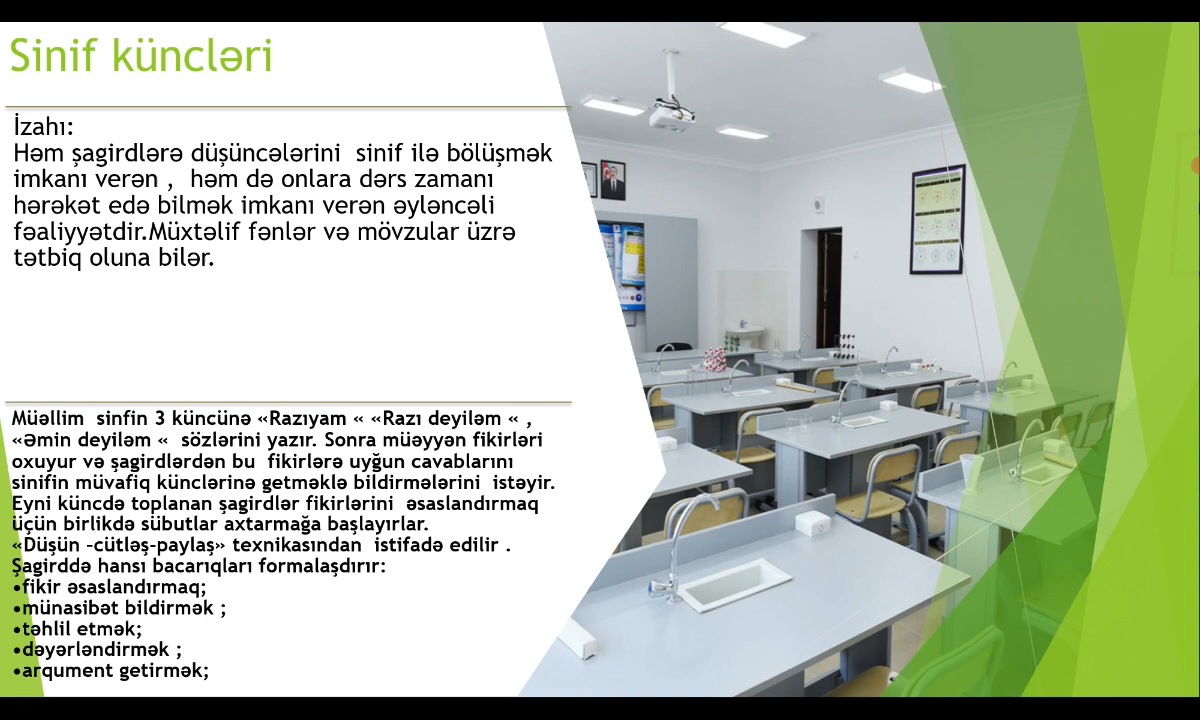 Sinif küncləri
İzahı:
Həm şagirdlərə düşüncələrini  sinif ilə bölüşmək
imkanı verən ,  həm də onlara dərs zamanı
hərəkət edə bilmək imkanı verən əyləncəli
fəaliyyətdir.Müxtəlif fənlər və mövzular üzrə
tətbiq oluna bilər.
Müəllim  sinfin 3 küncünə «Razıyam « «Razı deyiləm « ,
«Əmin deyiləm «  sözlərini yazır. Sonra müəyyən fikirləri
oxuyur və şagirdlərdən bu  fikirlərə uyğun cavablarını
sinifin müvafiq künclərinə getməklə bildirmələrini  istəyir.
Eyni küncdə toplanan şagirdlər fikirlərini  əsaslandırmaq
üçün birlikdə sübutlar axtarmağa başlayırlar.
«Düşün –cütləş-paylaş» texnikasından  istifadə edilir .
Şagirddə hansı bacarıqları formalaşdırır:
•fikir əsaslandırmaq;
•münasibət bildirmək ;
•təhlil etmək;
•dəyərləndirmək ;
•arqument getirmək;